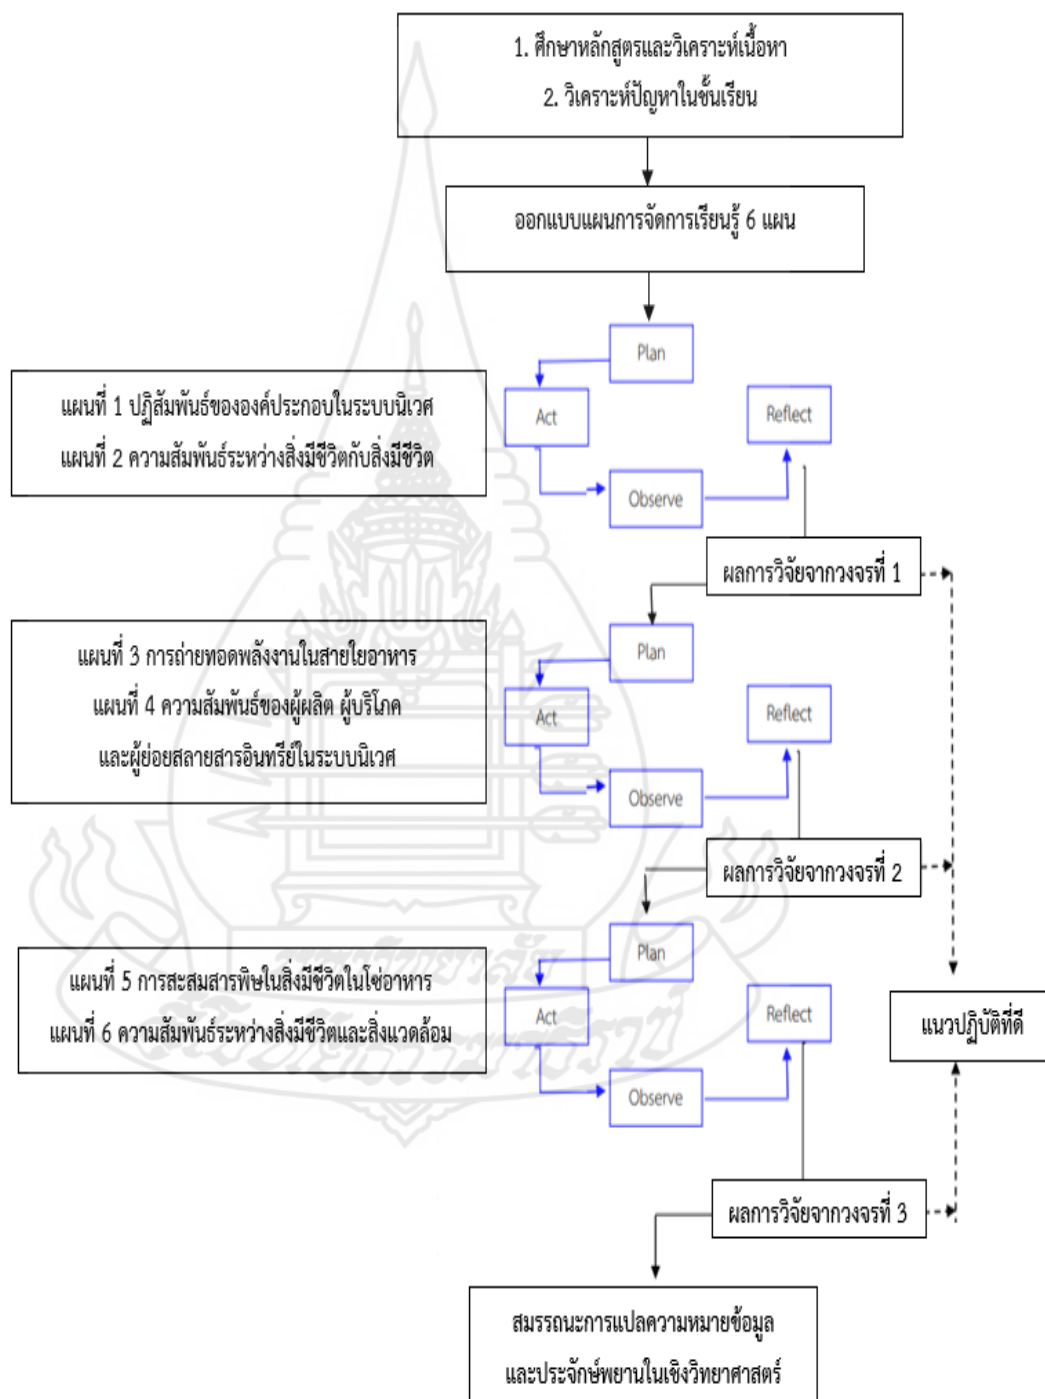 1. ศึกษาหลักสูตรและวิเคราะห์เนื้อหา
2. วิเคราะห์ปัญหาในชั้นเรียน
ออกแบบแผนการจัดการเรียนรู้ 6 แผน
Plan
แผนที่ 1 ปฏิสัมพันธ์ขององค์ประกอบในระบบนิเวศ
แผนที่ 2 ความสัมพันธ์ระหว่างสิ่งมีชีวิตกับสิ่งมีชีวิต
Act
Reflect
Observe
ผลการวิจัยจากวงจรที่ 1
Plan
แผนที่ 3 การถ่ายทอดพลังงานในสายใยอาหาร
แผนที่ 4 ความสัมพันธ์ของผู้ผลิต ผู้บริโภค
และผู้ย่อยสลายสารอินทรีย์ในระบบนิเวศ
Act
Reflect
Observe
ผลการวิจัยจากวงจรที่ 2
Plan
แผนที่ 5 การสะสมสารพิษในสิ่งมีชีวิตในโซ่อาหาร
แผนที่ 6 ความสัมพันธ์ระหว่างสิ่งมีชีวิตและสิ่งแวดล้อม
Act
Reflect
แนวปฏิบัติที่ดี
Observe
ผลการวิจัยจากวงจรที่ 3
สมรรถนะการแปลความหมายข้อมูล
และประจักษ์พยานในเชิงวิทยาศาสตร์